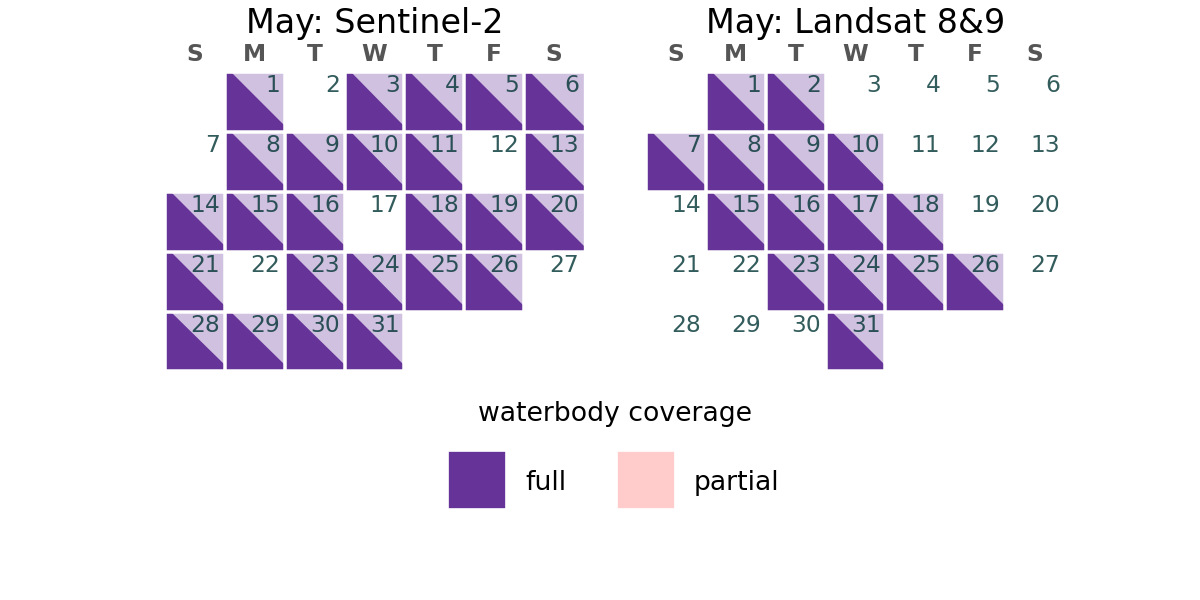 May: Sentinel-2
S M T W T F S
1 2 3 4 5 6
7 8 9 10 11 12 13
14 15 16 17 18 19 20
21 22 23 24 25 26 27
28 29 30 31
May: Landsat 8&9
S M T W T F S
1 2 3 4 5 6
7 8 9 10 11 12 13
14 15 16 17 18 19 20
21 22 23 24 25 26 27
28 29 30 31
waterbody coverage
full partial